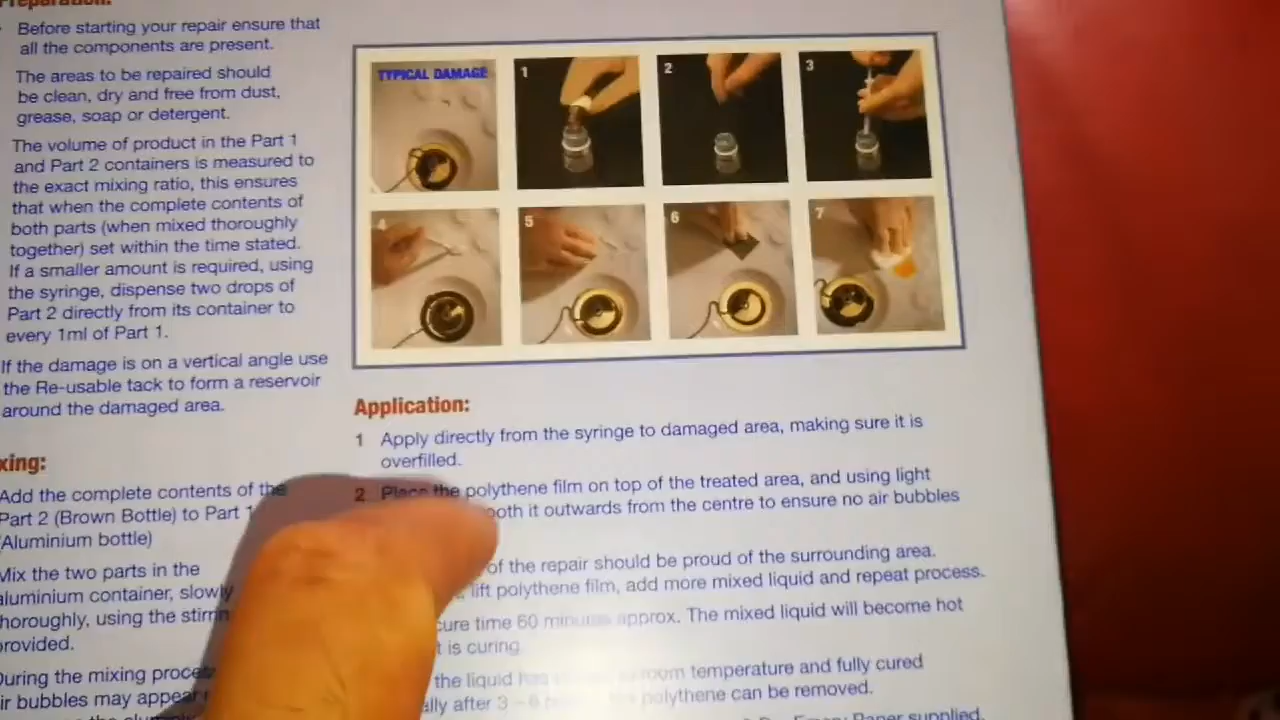 Preparation:
Before starting your repair ensure that
all the components are present.
The areas to be repaired should
be clean, dry and free from dust,
grease, soap or detergent.
The volume of product in the Part 1
and Part 2 containers is measured to
the exact mixing ratio, this ensures
that when the complete contents of
both parts (when mixed thoroughly
together) set within the time stated.
If a smaller amount is required, using
the syringe, dispense two drops of
Part 2 directly from its container to
every 1ml of Part 1.
If the damage is on a vertical angle use
the Re-usable tack to form a reservoir
around the damaged area.
xing:
Add the complete contents of the
Part 2 (Brown Bottle) to Part 1
(Aluminium bottle)
Mix the two parts in the
aluminium container, slowly
thoroughly, using the stirr
provided.
During the mixing process
air bubbles may appear
TYPICAL DAMAGE
1
2
3
4
5
6
7
Application:
1 Apply directly from the syringe to damaged area, making sure it is
overfilled.
2 Place the polythene film on top of the treated area, and using light
ooth it outwards from the centre to ensure no air bubbles
of the repair should be proud of the surrounding area.
lift polythene film, add more mixed liquid and repeat process.
cure time 60 minutes approx. The mixed liquid will become hot
t is curing
the liquid has room temperature and fully cured
ally after 3 – 6 polythene can be removed.
Emery Paper supplied.